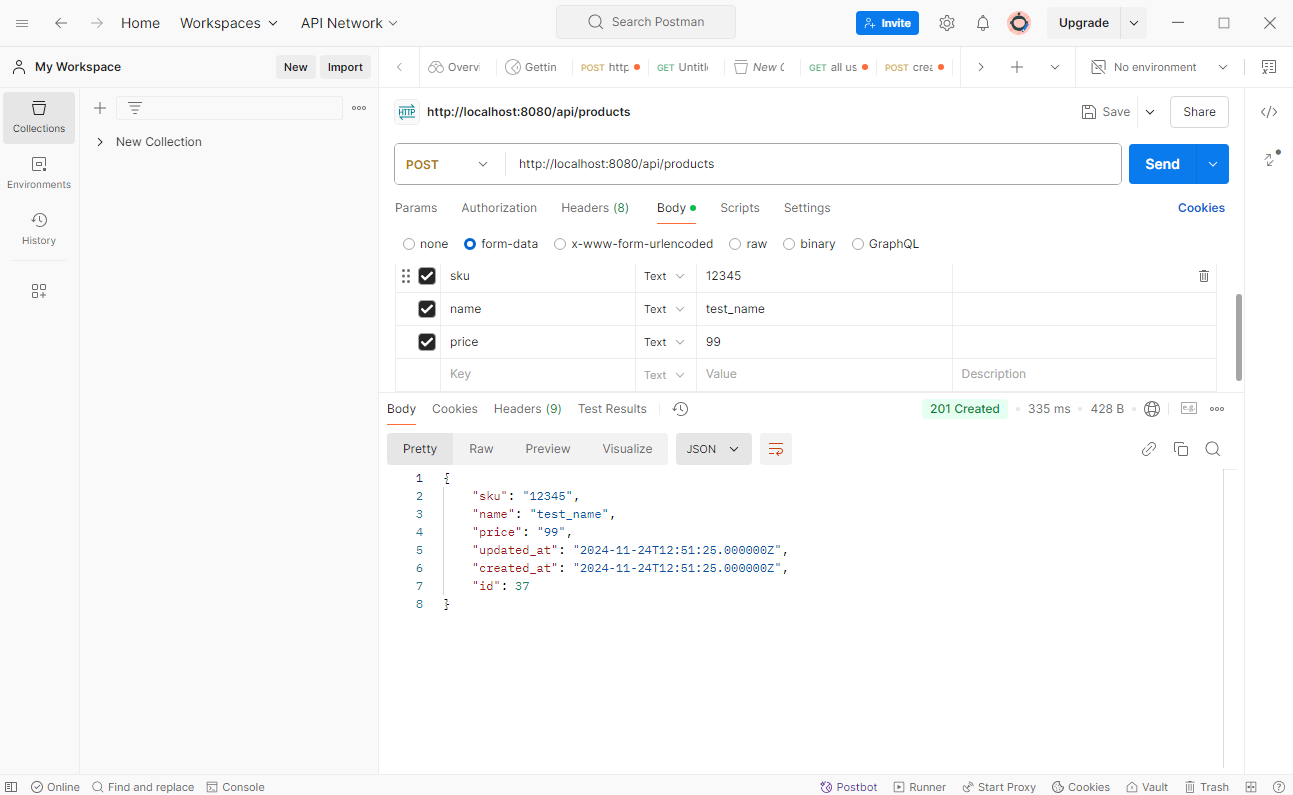 Home Workspaces API Network Search Postman Invite Upgrade
My Workspace New Import Overvi Gettin POST http GET Untitle New C GET all us POST crea No environment
Collections
New Collection
Environments
History
HTTP http://localhost:8080/api/products Save Share
POST http://localhost:8080/api/products Send
Params Authorization Headers (8) Body Scripts Settings Cookies
none form-data x-www-form-urlencoded raw binary GraphQL
sku Text 12345
name Text test_name
price Text 99
Key Text Value Description
Body Cookies Headers (9) Test Results 201 Created 335 ms 428 B e.g.
Pretty Raw Preview Visualize JSON
1 {
2 "sku": "12345",
3 "name": "test_name",
4 "price": "99",
5 "updated_at": "2024-11-24T12:51:25.000000Z",
6 "created_at": "2024-11-24T12:51:25.000000Z",
7 "id": 37
8 }
Online Find and replace Console Postbot Runner Start Proxy Cookies Vault Trash